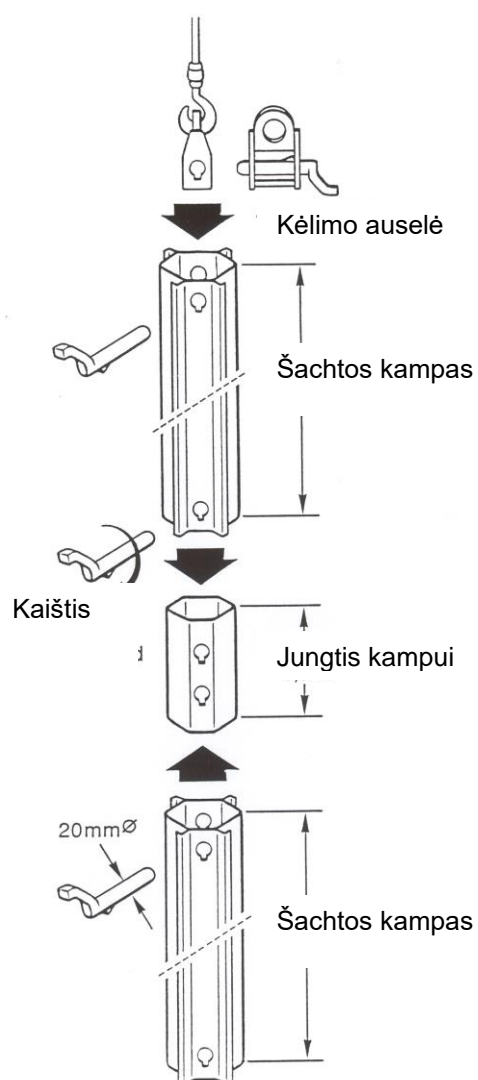 Kėlimo auselė
Šachtos kampas
Kaištis
d
Jungtis kampui
20mmØ
Šachtos kampas